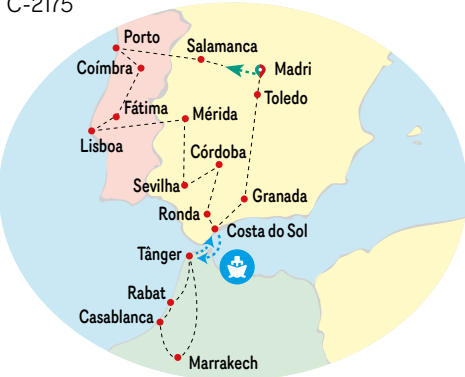 C-2175
Porto
Salamanca
Coímbra
Madri
Toledo
Fátima
Mérida
Lisboa
Córdoba
Sevilha
Granada
Ronda
Costa do Sol
Tânger
Rabat
Casablanca
Marrakech